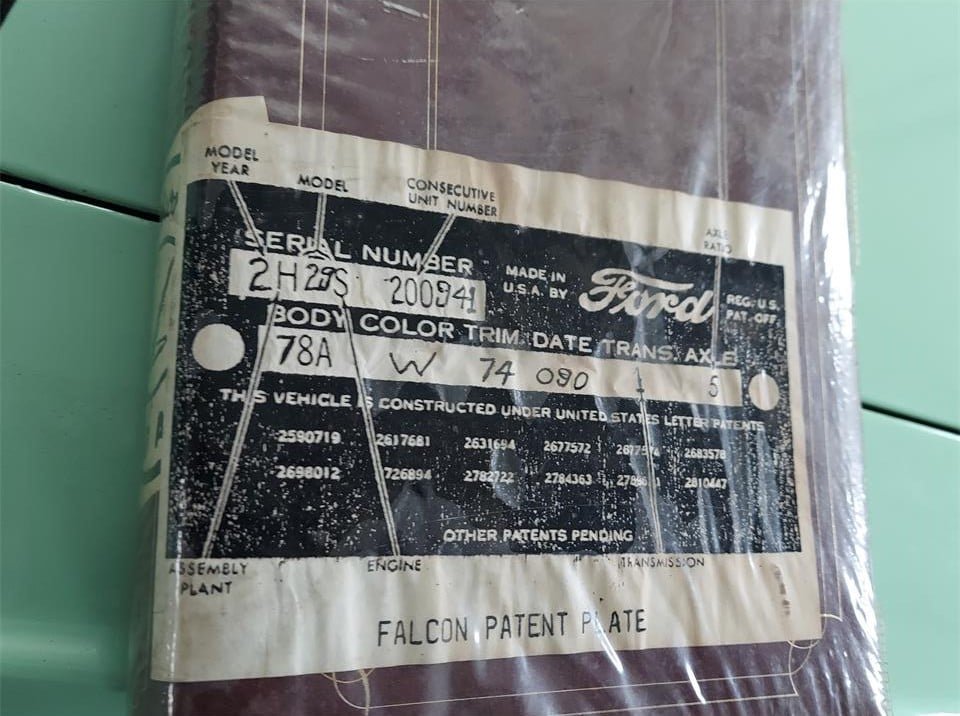 MODEL YEAR
MODEL
CONSECUTIVE UNIT NUMBER
AXLE RATIO
SERIAL NUMBER
MADE IN U.S.A. BY
Ford
REG. U.S. PAT. OFF
2H29S 200941
BODY COLOR TRIM DATE TRANS. AXLE
78A W 74 090 1 5
THIS VEHICLE IS CONSTRUCTED UNDER UNITED STATES LETTER PATENTS
2590719 2617681 2631694 2677572 2677574 2683578
2698012 726894 2782722 2784363 2810447
OTHER PATENTS PENDING
ASSEMBLY PLANT
ENGINE
TRANSMISSION
FALCON PATENT PLATE